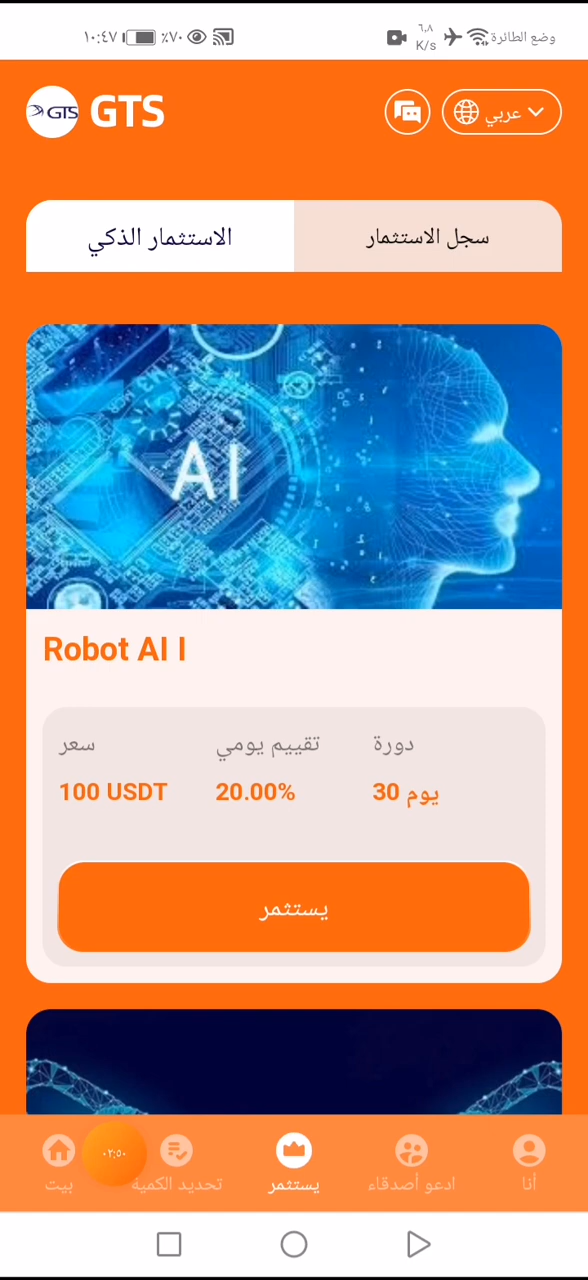 وضع الطائرة
٦,٨
K/s
٪٧٠
١٠:٤٧
GTS
GTS
عربي
سجل الاستثمار
الاستثمار الذكي
AI
Robot AI I
دورة
تقييم يومي
سعر
30 يوم
20.00%
100 USDT
يستثمر
أنا
ادعو أصدقاء
يستثمر
تحديد الكمية
٠٢:٥٠
بيت